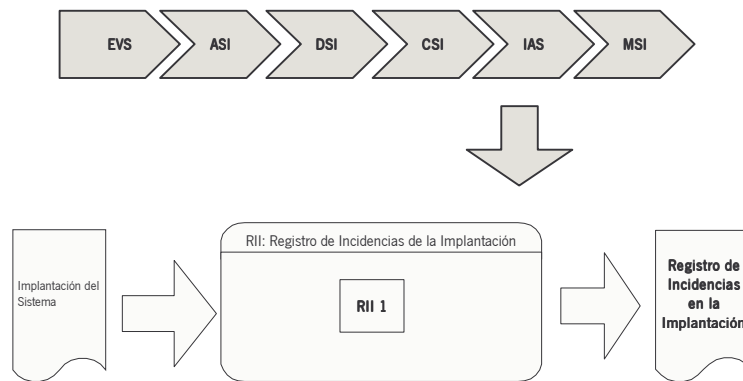 EVS
ASI
DSI
CSI
IAS
MSI
RII: Registro de Incidencias de la Implantación
Implantación del
Sistema
RII 1
Registro de
Incidencias
en la
Implantación